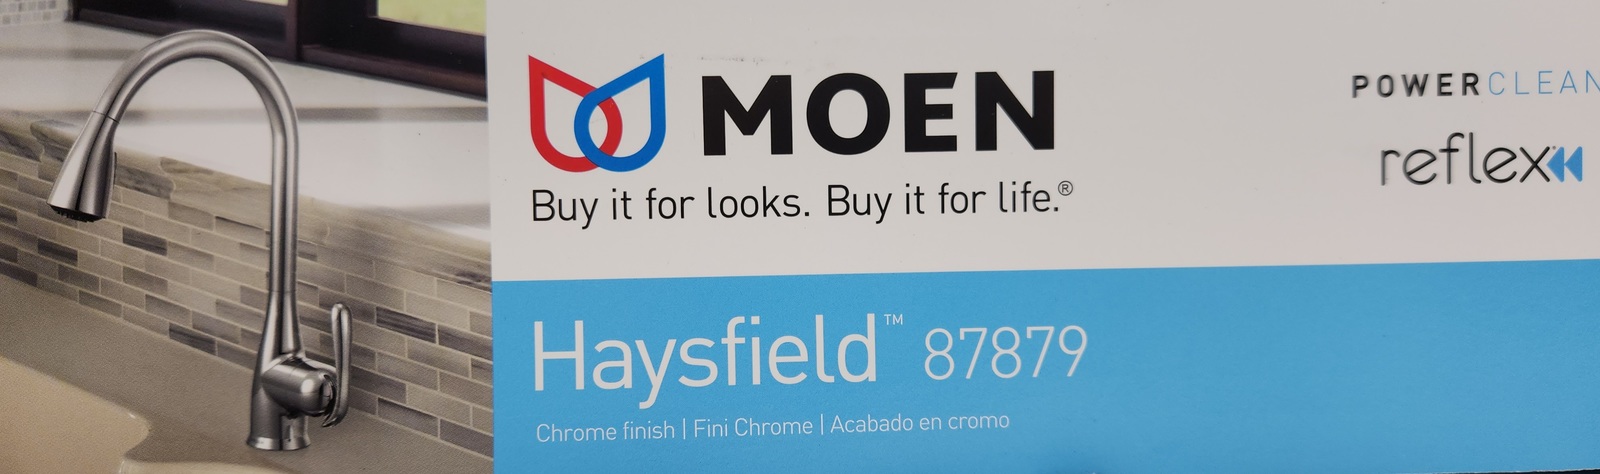 MOEN
Buy it for looks. Buy it for life.®
POWERCLEAN
reflex
Haysfield™ 87879
Chrome finish | Fini Chrome | Acabado en cromo